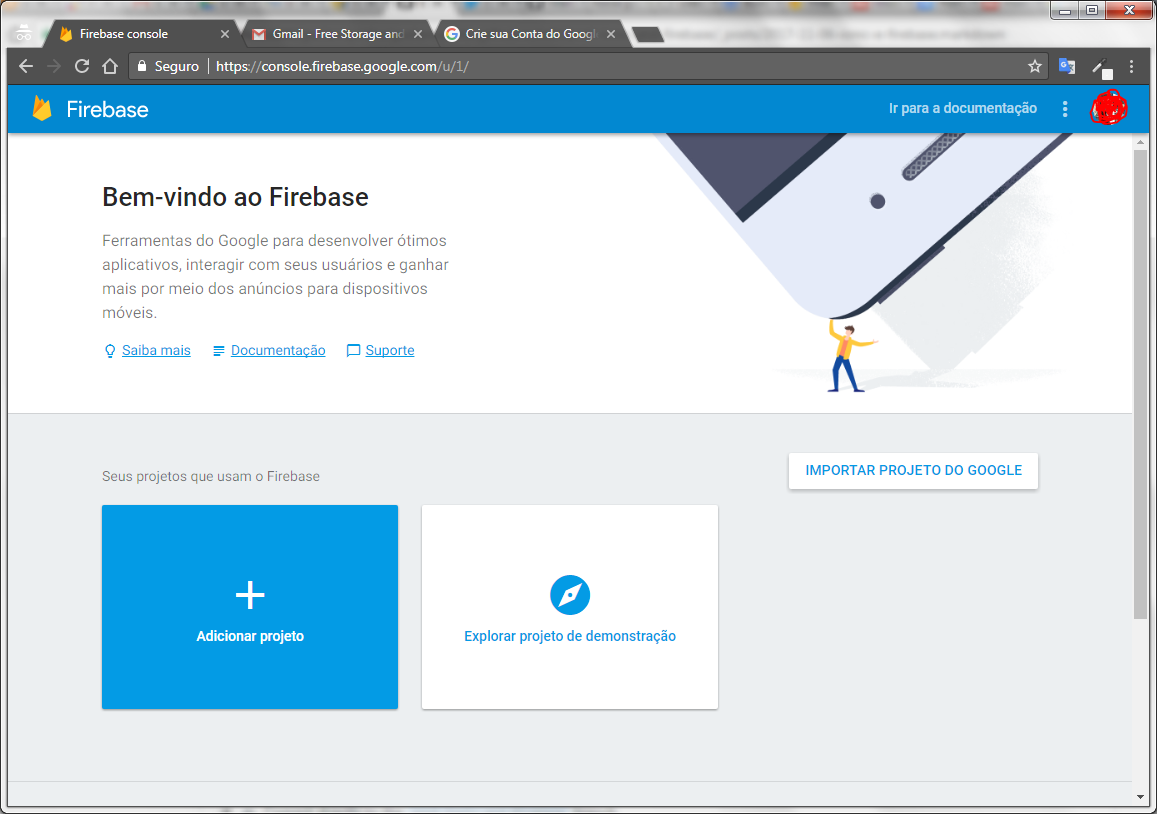 Firebase console
Gmail - Free Storage and
Crie sua Conta do Googl
Seguro
https://console.firebase.google.com/u/1/
Firebase
Ir para a documentação
Bem-vindo ao Firebase
Ferramentas do Google para desenvolver ótimos
aplicativos, interagir com seus usuários e ganhar
mais por meio dos anúncios para dispositivos
móveis.
Saiba mais
Documentação
Suporte
Seus projetos que usam o Firebase
IMPORTAR PROJETO DO GOOGLE
Adicionar projeto
Explorar projeto de demonstração